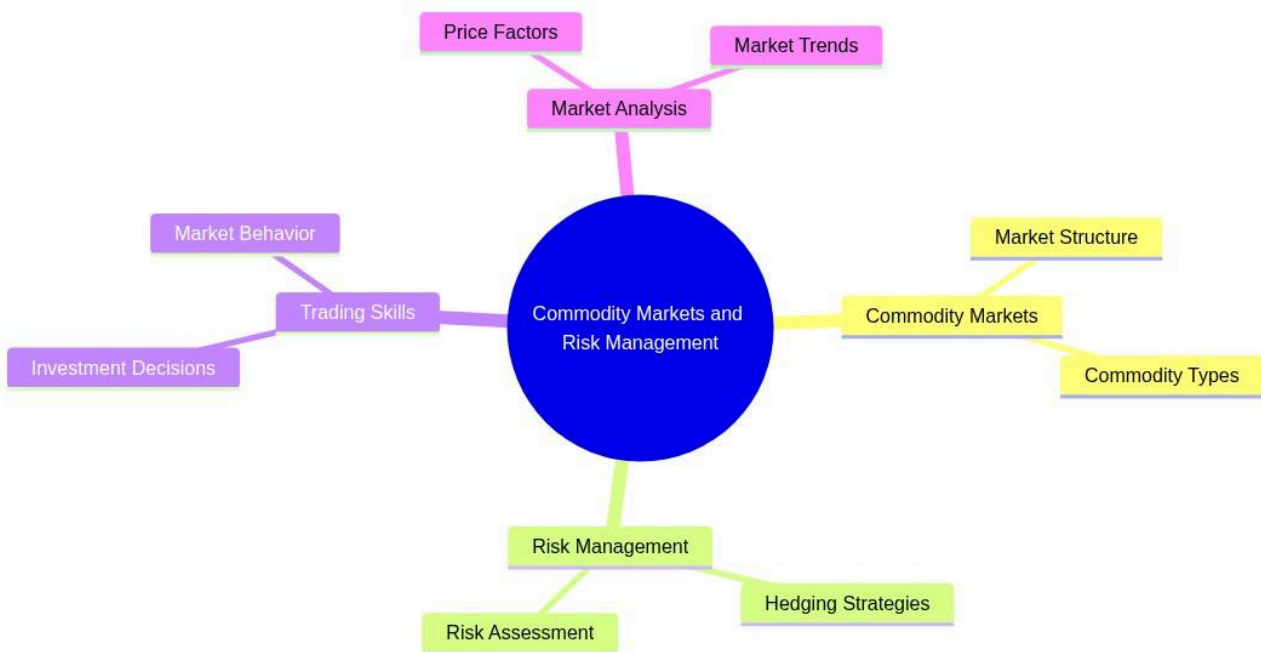 Price Factors
Market Trends
Market Analysis
Market Behavior
Trading Skills
Investment Decisions
Commodity Markets and
Risk Management
Market Structure
Commodity Markets
Commodity Types
Risk Management
Hedging Strategies
Risk Assessment